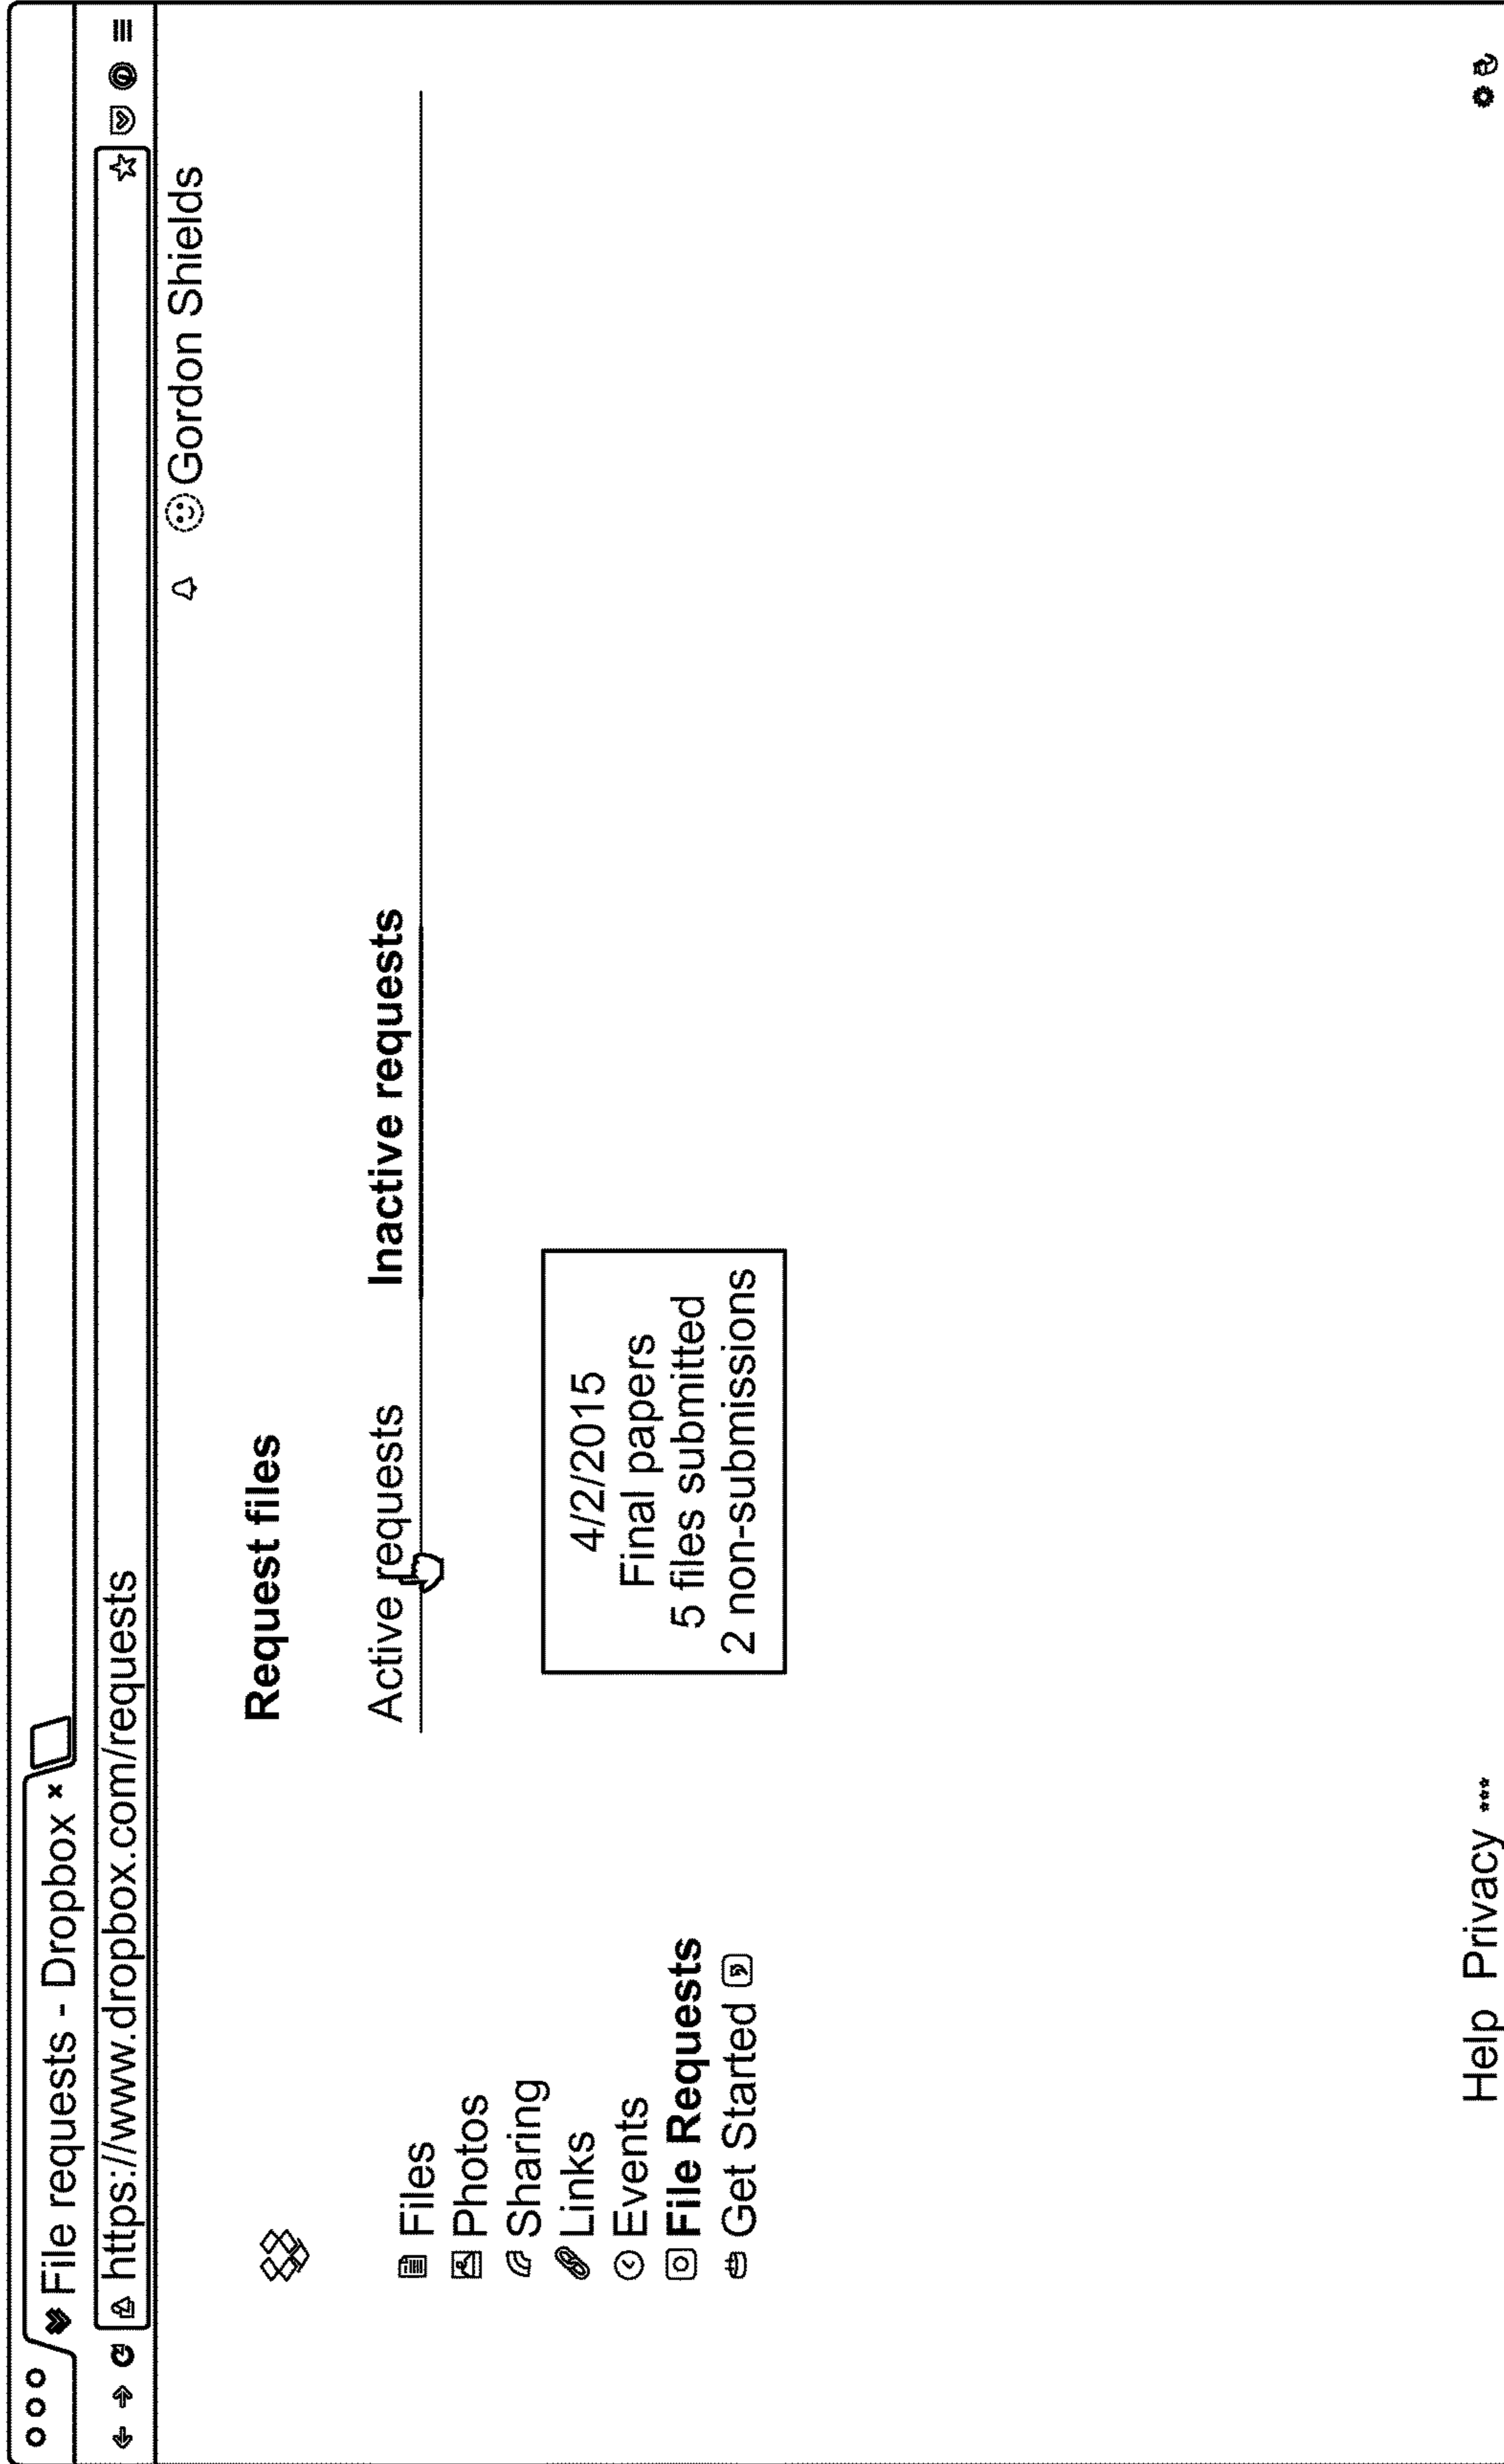 File requests - Dropbox ×
https://www.dropbox.com/requests
Gordon Shields
Request files
Active requests Inactive requests
Files
Photos
Sharing
Links
Events
File Requests
Get Started
4/2/2015
Final papers
5 files submitted
2 non-submissions
Help Privacy ***